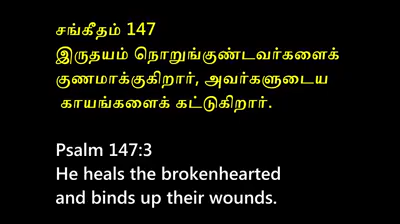 சங்கீதம் 147
இருதயம் நொறுங்குண்டவர்களைக்
குணமாக்குகிறார், அவர்களுடைய
காயங்களைக் கட்டுகிறார்.
Psalm 147:3
He heals the brokenhearted
and binds up their wounds.